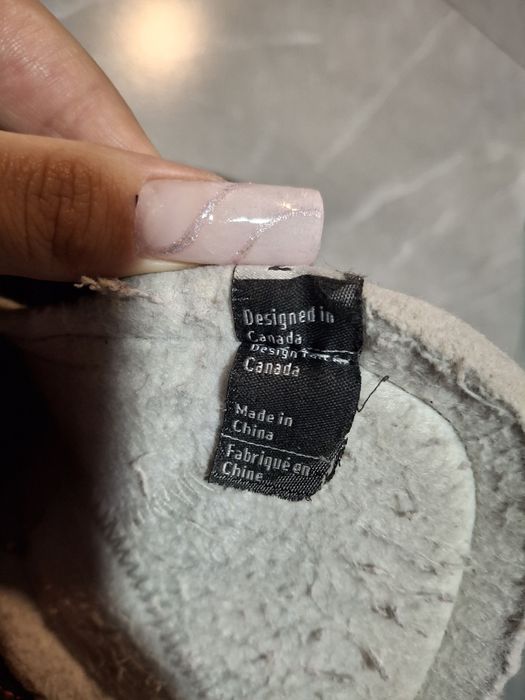 Designed in
Canada
Canada
Made in
China
Fabriqué en
Chine